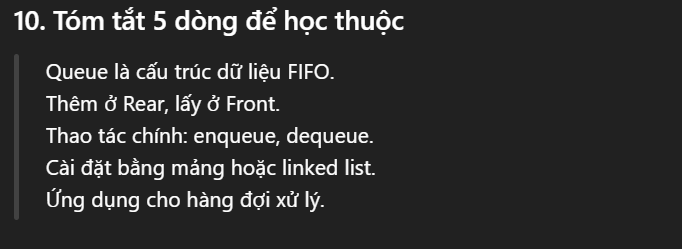 10. Tóm tắt 5 dòng để học thuộc
Queue là cấu trúc dữ liệu FIFO.
Thêm ở Rear, lấy ở Front.
Thao tác chính: enqueue, dequeue.
Cài đặt bằng mảng hoặc linked list.
Ứng dụng cho hàng đợi xử lý.